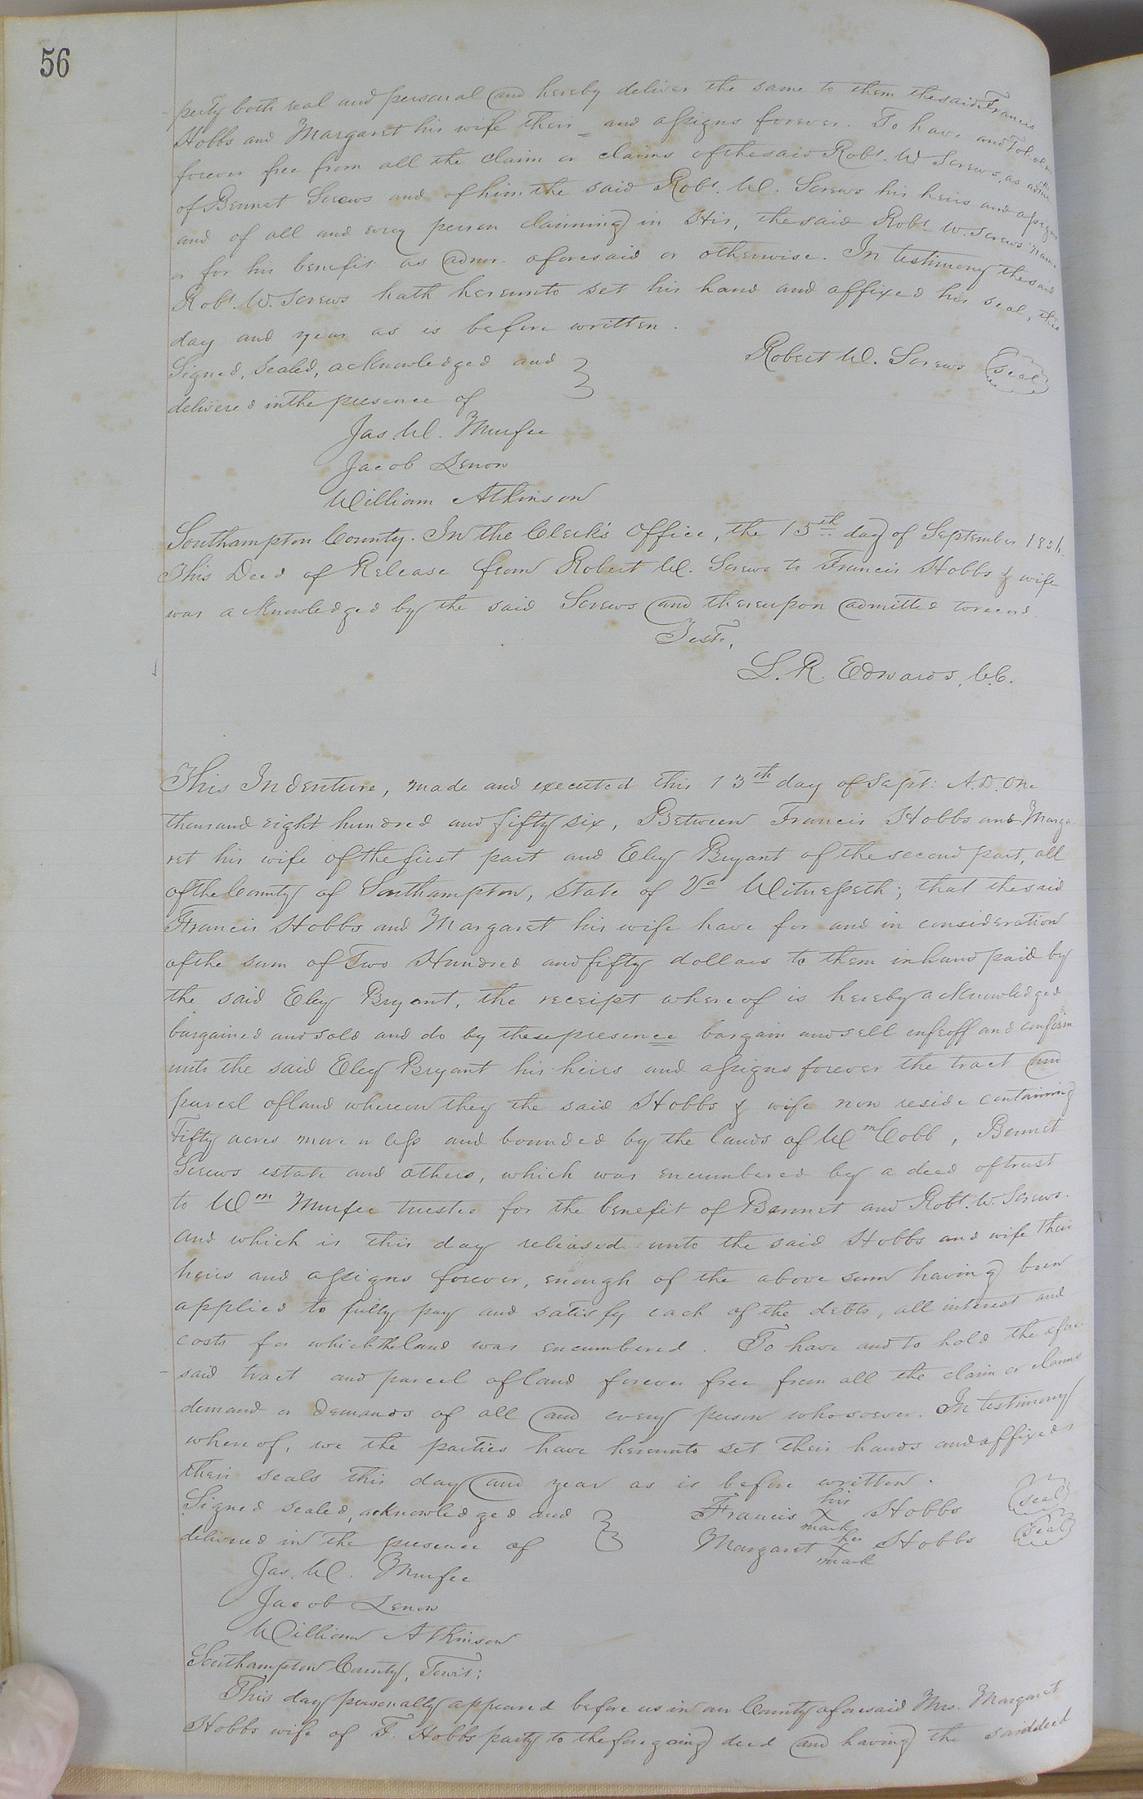 56
perty both real and personal and hereby deliver the same to them the said Francis
Hobbs and Margaret his wife their = and assigns forever. To have and to hold
forever free from all the claim or claims of the said Robt. W Screws, as admr
of Bennet Screws and of him the said Robt. W. Screws his heirs and assigns
and of all and every person claiming in His, the said Robt W. Screws name
or for his benefit as admr. aforesaid or otherwise. In testimony the said
Robt. W. Screws hath hereunto set his hand and affixed his seal, this
day and year as is before written.
Signed, sealed, acknowledged and
Robert W. Screws (seal)
delivered in the presence of
Jas. W. Murfee
Jacob Lenow
William Atkinson
Southampton County. In the Clerk's Office, the 15th day of September 1856.
This Deed of Release from Robert W. Screws to Francis Hobbs & wife
was acknowledged by the said Screws and thereupon admitted to record
Teste,
L. R. Edwards, C.C.
This Indenture, made and executed this 13th day of Sept: A.D. One
thousand eight hundred and fifty six, Between Francis Hobbs and Marga-
ret his wife of the first part and Eley Bryant of the second part, all
of the County of Southampton, State of Va Witnesseth; that the said
Francis Hobbs and Margaret his wife have for and in consideration
of the sum of Two Hundred and fifty dollars to them in hand paid by
the said Eley Bryant, the receipt whereof is hereby acknowledged
bargained and sold and do by these presence bargain and sell enfeoff and confirm
unto the said Eley Bryant his heirs and assigns forever the tract and
parcel of land whereon they the said Hobbs & wife now reside containing
Fifty acres more or less and bounded by the lands of Wm Cobb, Bennet
Screws estate and others, which was encumbered by a deed of trust
to Wm Murfee trustee for the benefit of Bennet and Robt. W. Screws.
and which is this day released unto the said Hobbs and wife their
heirs and assigns forever, enough of the above sum having been
applied to fully pay and satisfy each of the debts, all interest and
costs for which the land was encumbered. To have and to hold the afore-
said tract and parcel of land forever free from all the claim or claims
demand or demands of all and every person whosoever. In testimony
whereof, we the parties have hereunto set their hands and affixed
their seals this day and year as is before written.
Signed sealed, acknowledged and
Francis his X mark Hobbs (seal)
delivered in the presence of
Margaret her X mark Hobbs (seal)
Jas. W. Murfee
Jacob Lenow
William Atkinson
Southampton County, Towit:
This day personally appeared before us in our County aforesaid Mrs. Margaret
Hobbs wife of F. Hobbs party to the foregoing deed and having the said deed